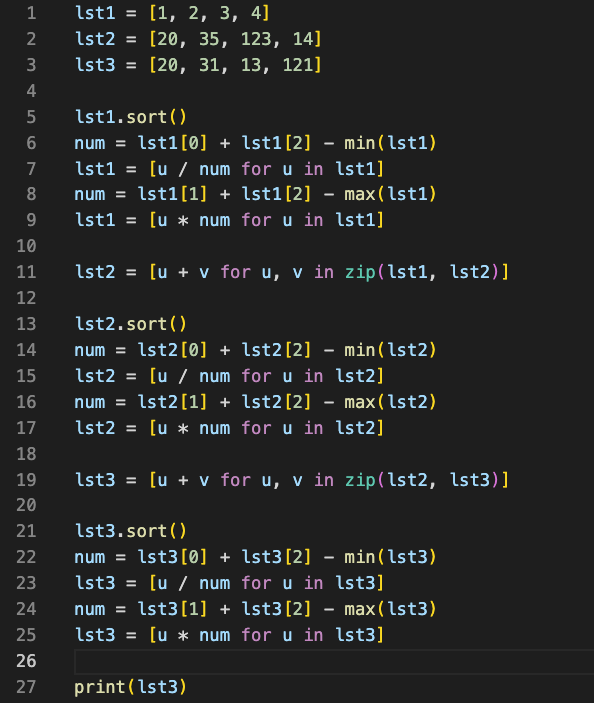 1 lst1 = [1, 2, 3, 4]
2 lst2 = [20, 35, 123, 14]
3 lst3 = [20, 31, 13, 121]
4
5 lst1.sort()
6 num = lst1[0] + lst1[2] - min(lst1)
7 lst1 = [u / num for u in lst1]
8 num = lst1[1] + lst1[2] - max(lst1)
9 lst1 = [u * num for u in lst1]
10
11 lst2 = [u + v for u, v in zip(lst1, lst2)]
12
13 lst2.sort()
14 num = lst2[0] + lst2[2] - min(lst2)
15 lst2 = [u / num for u in lst2]
16 num = lst2[1] + lst2[2] - max(lst2)
17 lst2 = [u * num for u in lst2]
18
19 lst3 = [u + v for u, v in zip(lst2, lst3)]
20
21 lst3.sort()
22 num = lst3[0] + lst3[2] - min(lst3)
23 lst3 = [u / num for u in lst3]
24 num = lst3[1] + lst3[2] - max(lst3)
25 lst3 = [u * num for u in lst3]
26
27 print(lst3)